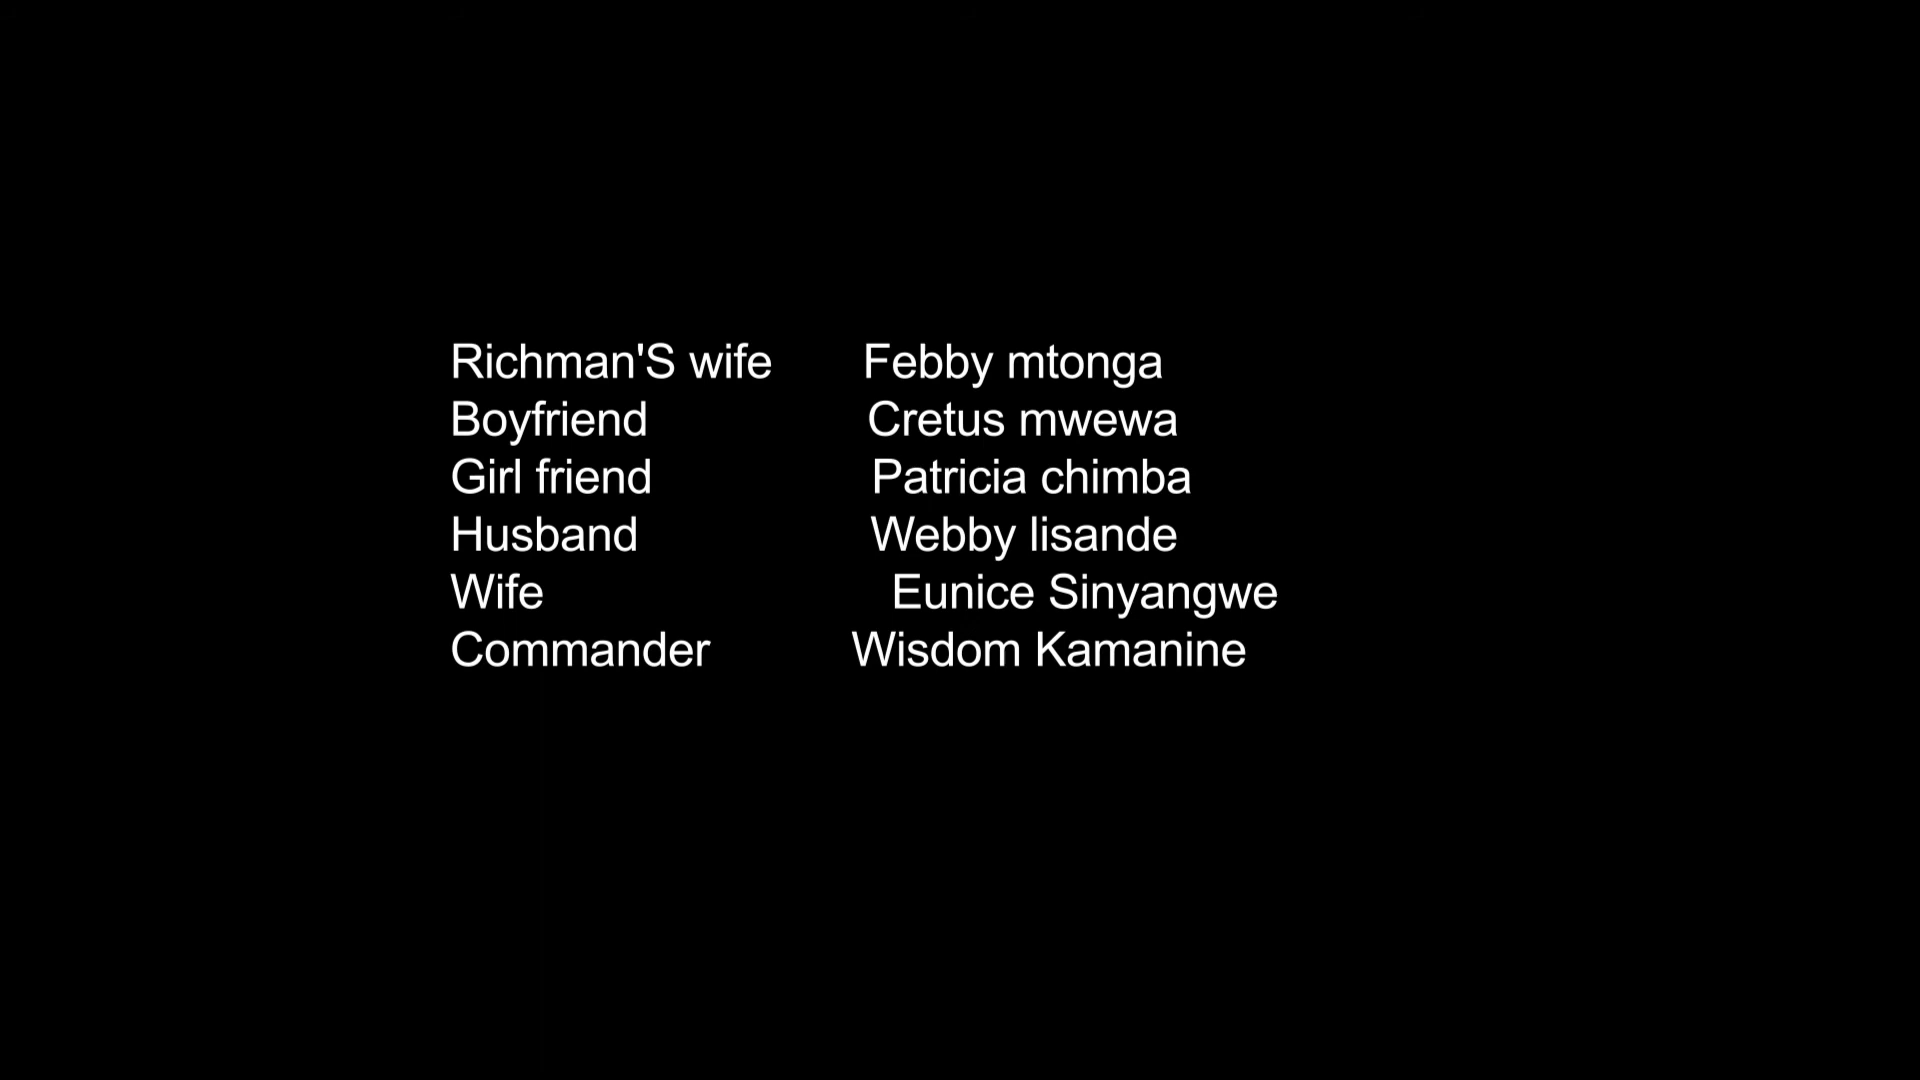 Richman'S wife Febby mtonga
Boyfriend Cretus mwewa
Girl friend Patricia chimba
Husband Webby lisande
Wife Eunice Sinyangwe
Commander Wisdom Kamanine